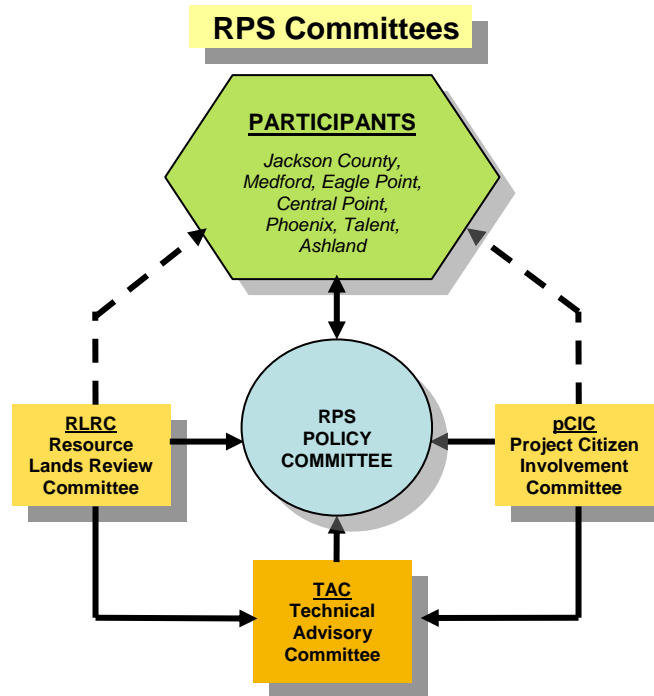 RPS Committees
PARTICIPANTS
Jackson County,
Medford, Eagle Point,
Central Point,
Phoenix, Talent,
Ashland
RLRC
Resource
Lands Review
Committee
RPS
POLICY
COMMITTEE
pCIC
Project Citizen
Involvement
Committee
TAC
Technical
Advisory
Committee